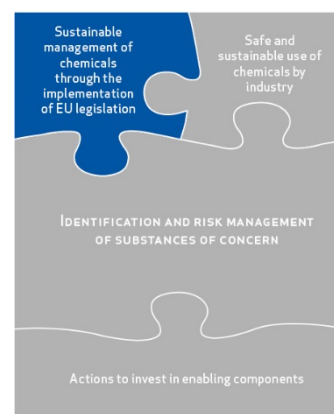 Sustainable
management of
chemicals
through the
implementation
of EU legislation
Safe and
sustainable use of
chemicals by
industry
IDENTIFICATION AND RISK MANAGEMENT
OF SUBSTANCES OF CONCERN
Actions to invest in enabling components